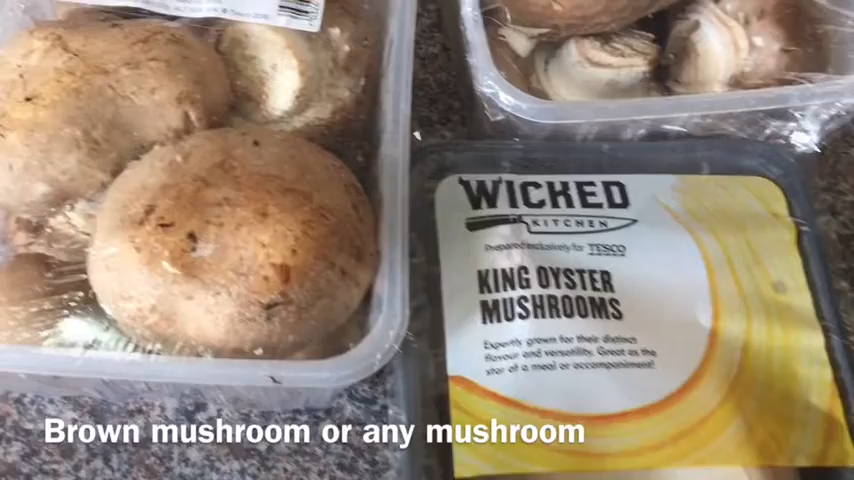 WICKED
KITCHEN
Prepared exclusively for TESCO
KING OYSTER
MUSHROOMS
Expertly grown for their distinct
flavour and versatility. Great as the
star of a meal or accompaniment!
Brown mushroom or any mushroom